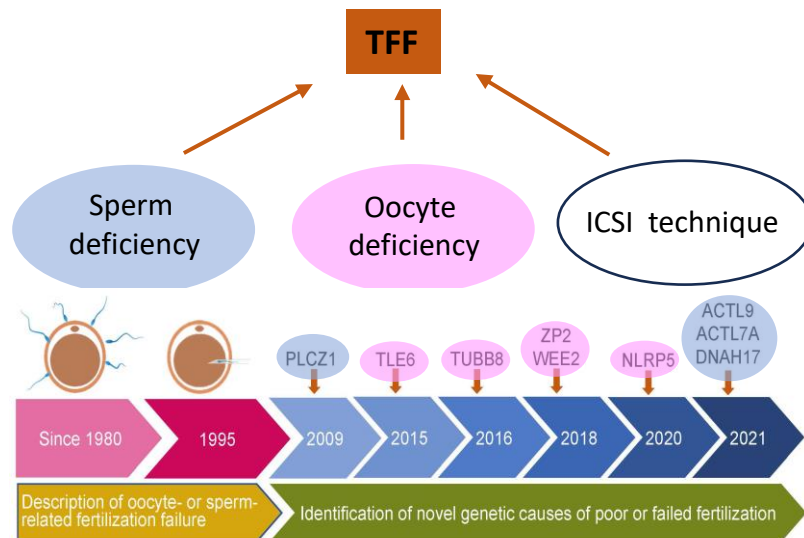 TFF
Sperm
deficiency
Oocyte
deficiency
ICSI technique
PLCZ1
TLE6
TUBB8
ZP2
WEE2
NLRP5
ACTL9
ACTL7A
DNAH17
Since 1980
1995
2009
2015
2016
2018
2020
2021
Description of oocyte- or sperm-
related fertilization failure
Identification of novel genetic causes of poor or failed fertilization